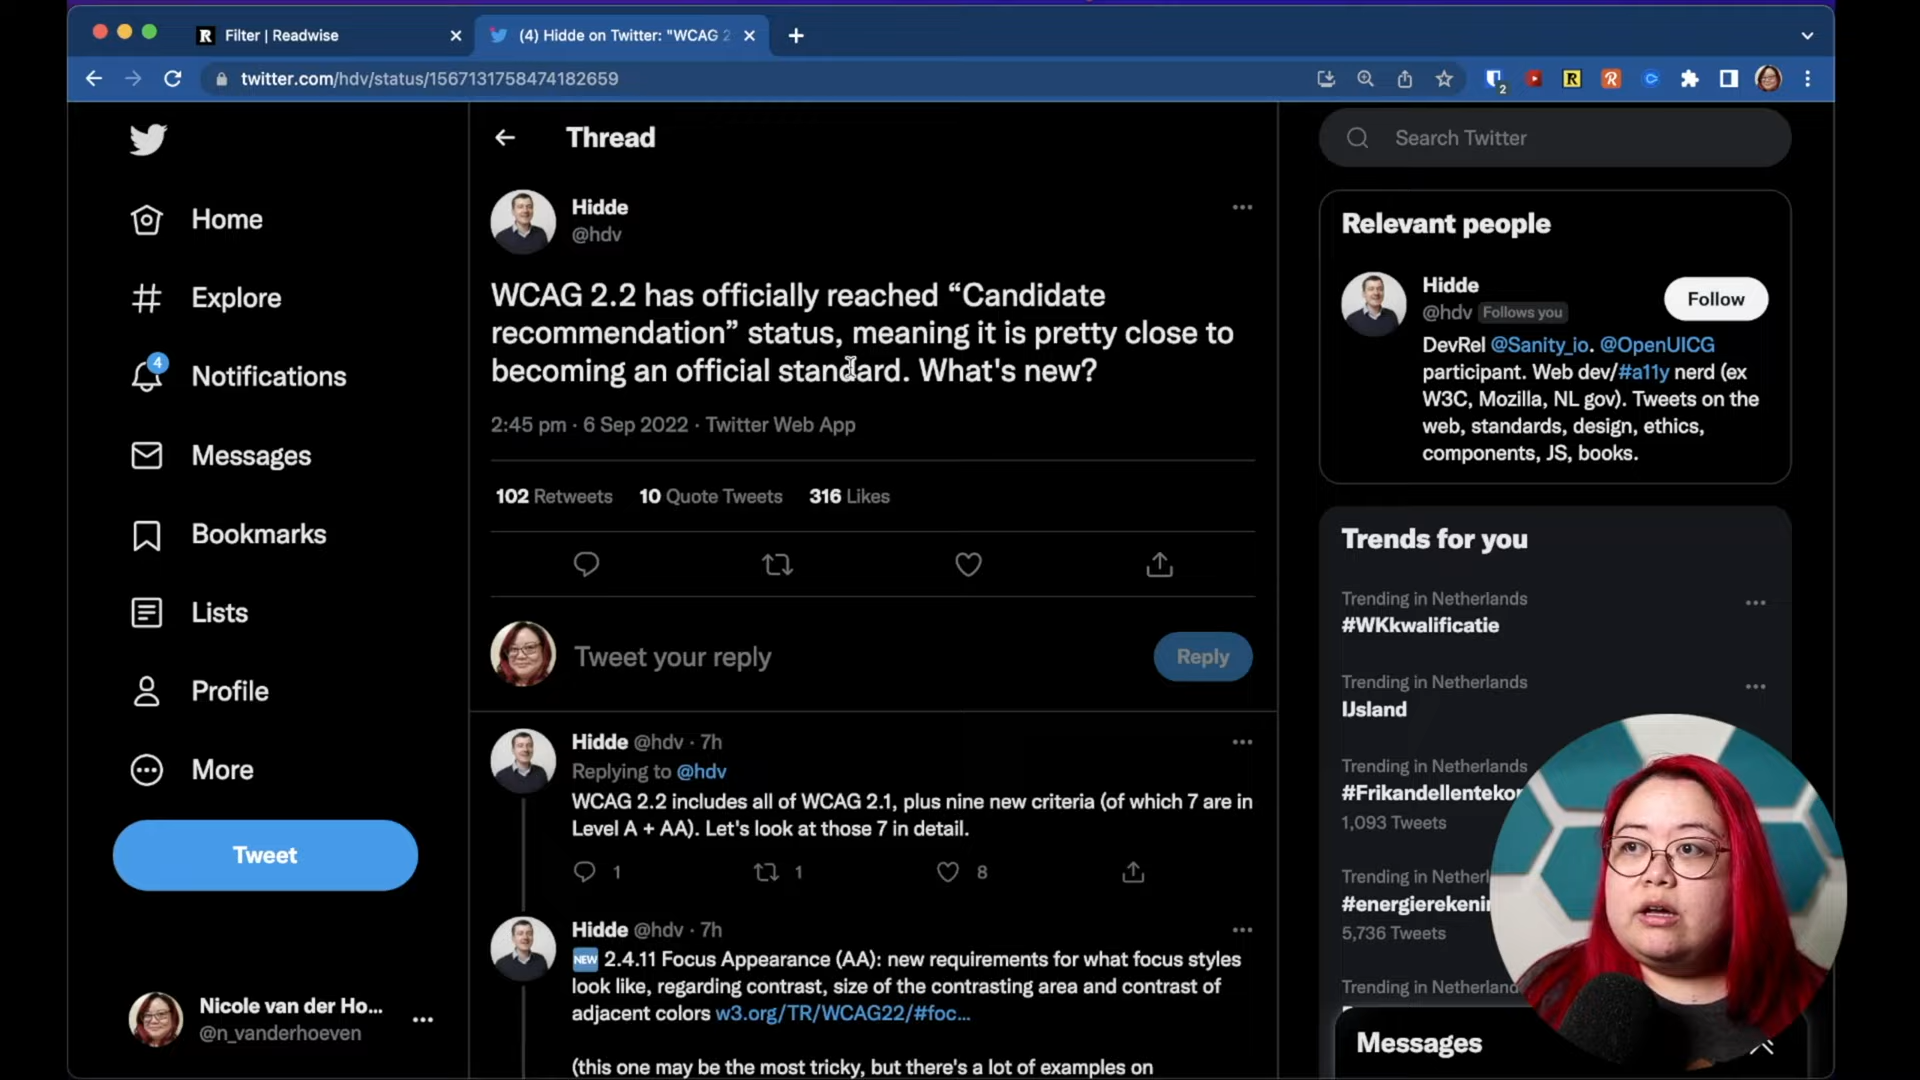 Filter | Readwise
(4) Hidde on Twitter: "WCAG 2
twitter.com/hdv/status/1567131758474182659
2
Home
Explore
4
Notifications
Messages
Bookmarks
Lists
Profile
More
Tweet
Nicole van der Ho...
@n_vanderhoeven
Thread
Hidde
@hdv
WCAG 2.2 has officially reached “Candidate
recommendation” status, meaning it is pretty close to
becoming an official standard. What's new?
2:45 pm · 6 Sep 2022 · Twitter Web App
102 Retweets 10 Quote Tweets 316 Likes
Tweet your reply
Reply
Hidde @hdv · 7h
Replying to @hdv
WCAG 2.2 includes all of WCAG 2.1, plus nine new criteria (of which 7 are in
Level A + AA). Let's look at those 7 in detail.
1 1 8
Hidde @hdv · 7h
NEW 2.4.11 Focus Appearance (AA): new requirements for what focus styles
look like, regarding contrast, size of the contrasting area and contrast of
adjacent colors w3.org/TR/WCAG22/#foc...
(this one may be the most tricky, but there's a lot of examples on
Search Twitter
Relevant people
Hidde
@hdv Follows you
Follow
DevRel @Sanity_io. @OpenUICG
participant. Web dev/#a11y nerd (ex
W3C, Mozilla, NL gov). Tweets on the
web, standards, design, ethics,
components, JS, books.
Trends for you
Trending in Netherlands
#WKkwalificatie
Trending in Netherlands
IJsland
Trending in Netherlands
#Frikandellentekor
1,093 Tweets
Trending in Netherl
#energierekenin
5,736 Tweets
Trending in Netherland
Messages